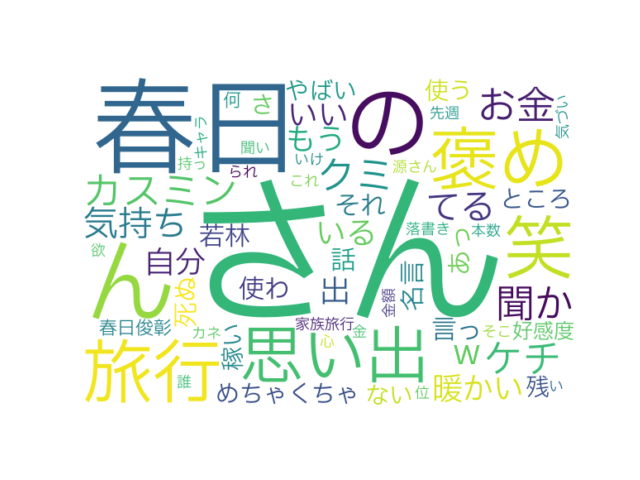 春日
の
お金
褒め
さん
ん
笑
旅行
思い出
カスミン
クミ
気持ち
若林
自分
使わ
いる
それ
てる
ところ
聞か
もう
いい
やばい
使う
先週
気づい
何
さ
キャラ
持っ
聞い
られ
いけ
これ
源さん
落書き
本数
あっ
名言
金額
話
出
欲
死ぬ
春日俊彰
カネ
稼い
誰
家族旅行
心
金
言っ
そこ
好感度
w
ケチ
めちゃくちゃ
ない
位
暖かい
残い